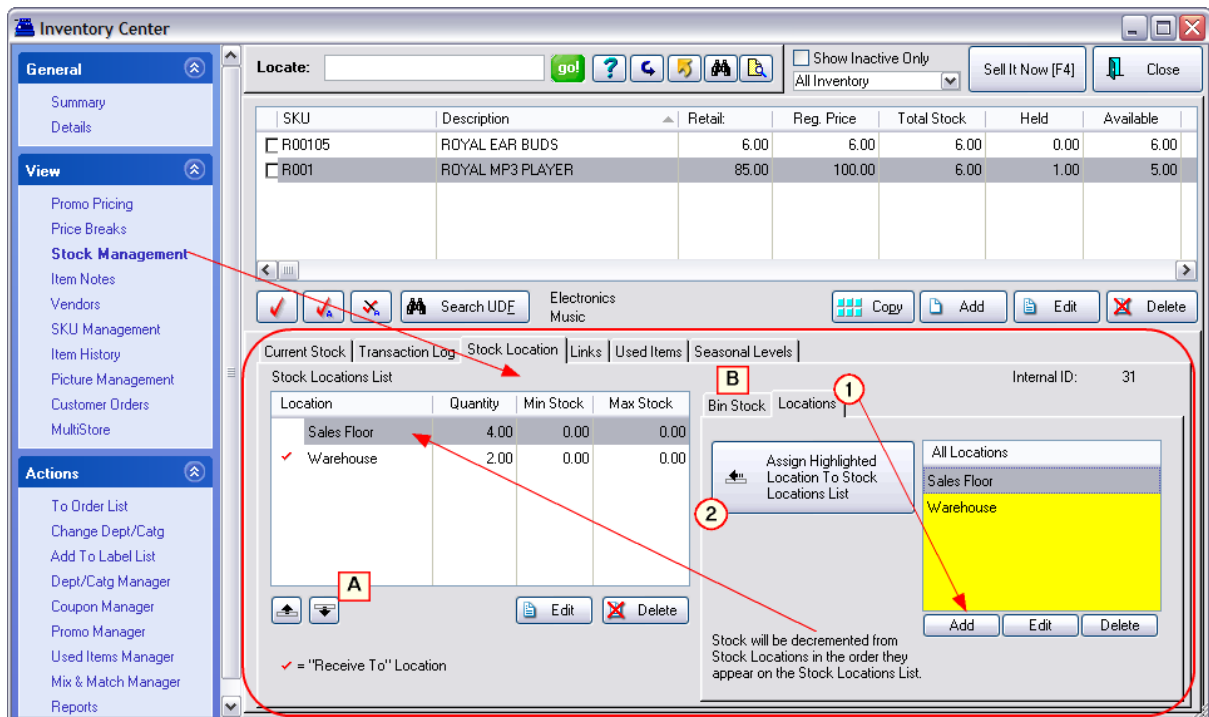 Inventory Center
General
Summary
Details
View
Promo Pricing
Price Breaks
Stock Management
Item Notes
Vendors
SKU Management
Item History
Picture Management
Customer Orders
MultiStore
Actions
To Order List
Change Dept/Catg
Add To Label List
Dept/Catg Manager
Coupon Manager
Promo Manager
Used Items Manager
Mix & Match Manager
Reports
Locate: go! ? Show Inactive Only
All Inventory
Sell It Now [F4] Close
SKU Description Retail: Reg. Price Total Stock Held Available
R00105 ROYAL EAR BUDS 6.00 6.00 6.00 0.00 6.00
R001 ROYAL MP3 PLAYER 85.00 100.00 6.00 1.00 5.00
A A Search UDF Electronics
Music
Copy Add Edit Delete
Current Stock Transaction Log Stock Location Links Used Items Seasonal Levels
Stock Locations List
Internal ID: 31
Location Quantity Min Stock Max Stock
Sales Floor 4.00 0.00 0.00
✓ Warehouse 2.00 0.00 0.00
A
Edit Delete
✓ = "Receive To" Location
B
1
Bin Stock Locations
Assign Highlighted
Location To Stock
Locations List
2
All Locations
Sales Floor
Warehouse
Add Edit Delete
Stock will be decremented from
Stock Locations in the order they
appear on the Stock Locations List.